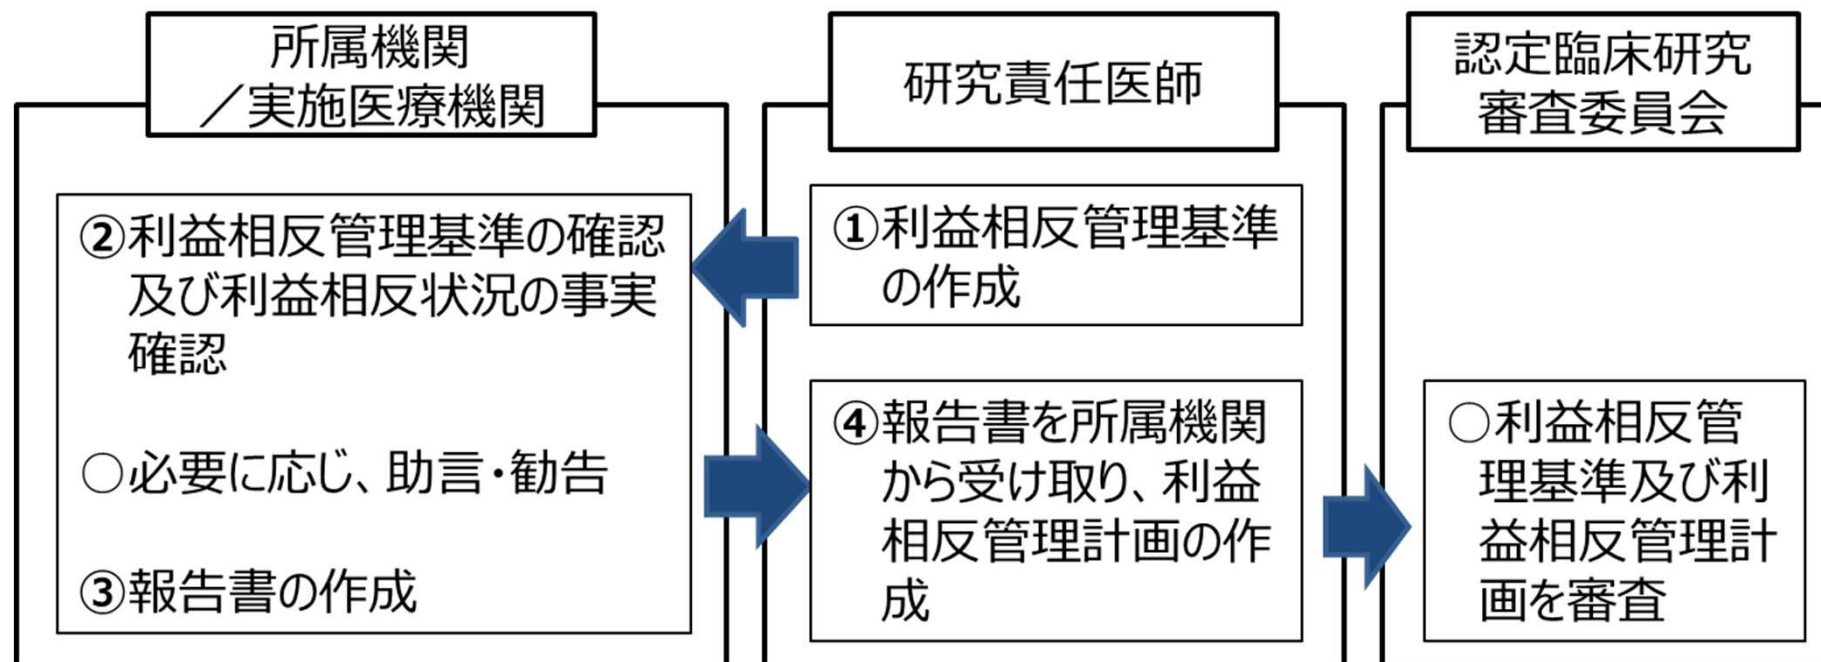 所属機関
／実施医療機関
研究責任医師
認定臨床研究
審査委員会
②利益相反管理基準の確認
及び利益相反状況の事実
確認
○必要に応じ、助言・勧告
③報告書の作成
①利益相反管理基準
の作成
④報告書を所属機関
から受け取り、利益
相反管理計画の作
成
○利益相反管
理基準及び利
益相反管理計
画を審査